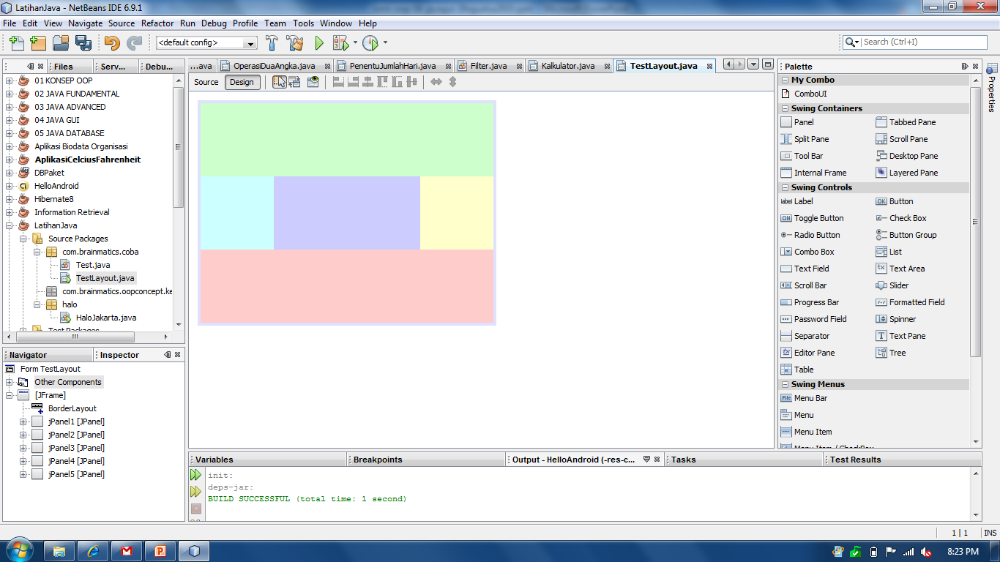 LatihanJava - NetBeans IDE 6.9.1
File Edit View Navigate Source Refactor Run Debug Profile Team Tools Window Help
<default config>
Search (Ctrl+I)
Files Serv... Debu...
01 KONSEP OOP
02 JAVA FUNDAMENTAL
03 JAVA ADVANCED
04 JAVA GUI
05 JAVA DATABASE
Aplikasi Biodata Organisasi
AplikasiCelciusFahrenheit
DBPaket
HelloAndroid
Hibernate8
Information Retrieval
LatihanJava
Source Packages
com.brainmatics.coba
Test.java
TestLayout.java
com.brainmatics.oopconcept.ke
halo
HaloJakarta.java
Test Packages
Navigator Inspector
Form TestLayout
Other Components
[JFrame]
BorderLayout
jPanel1 [JPanel]
jPanel2 [JPanel]
jPanel3 [JPanel]
jPanel4 [JPanel]
jPanel5 [JPanel]
...ava OperasiDuaAngka.java PenentuJumlahHari.java Filter.java Kalkulator.java TestLayout.java
Source Design
Palette
My Combo
ComboUI
Swing Containers
Panel Tabbed Pane
Split Pane Scroll Pane
Tool Bar Desktop Pane
Internal Frame Layered Pane
Swing Controls
label Label OK Button
ON Toggle Button Check Box
Radio Button Button Group
Combo Box List
Text Field Text Area
Scroll Bar Slider
Progress Bar Formatted Field
Password Field Spinner
Separator Text Pane
Editor Pane Tree
Table
Swing Menus
File Menu Bar
Menu
Menu Item
Menu Item / CheckBox
Properties
Variables Breakpoints Output - HelloAndroid (-res-c... Tasks Test Results
init:
deps-jar:
BUILD SUCCESSFUL (total time: 1 second)
1 | 1 INS
8:23 PM